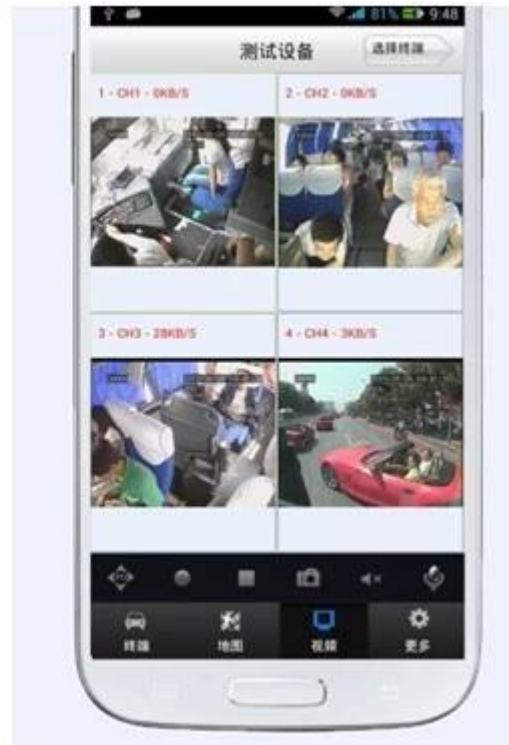 81% 9:48
测试设备
选择终端
1 - CH1 - 0KB/S
2 - CH2 - 0KB/S
3 - CH3 - 28KB/S
4 - CH4 - 3KB/S
终端
地图
视频
更多